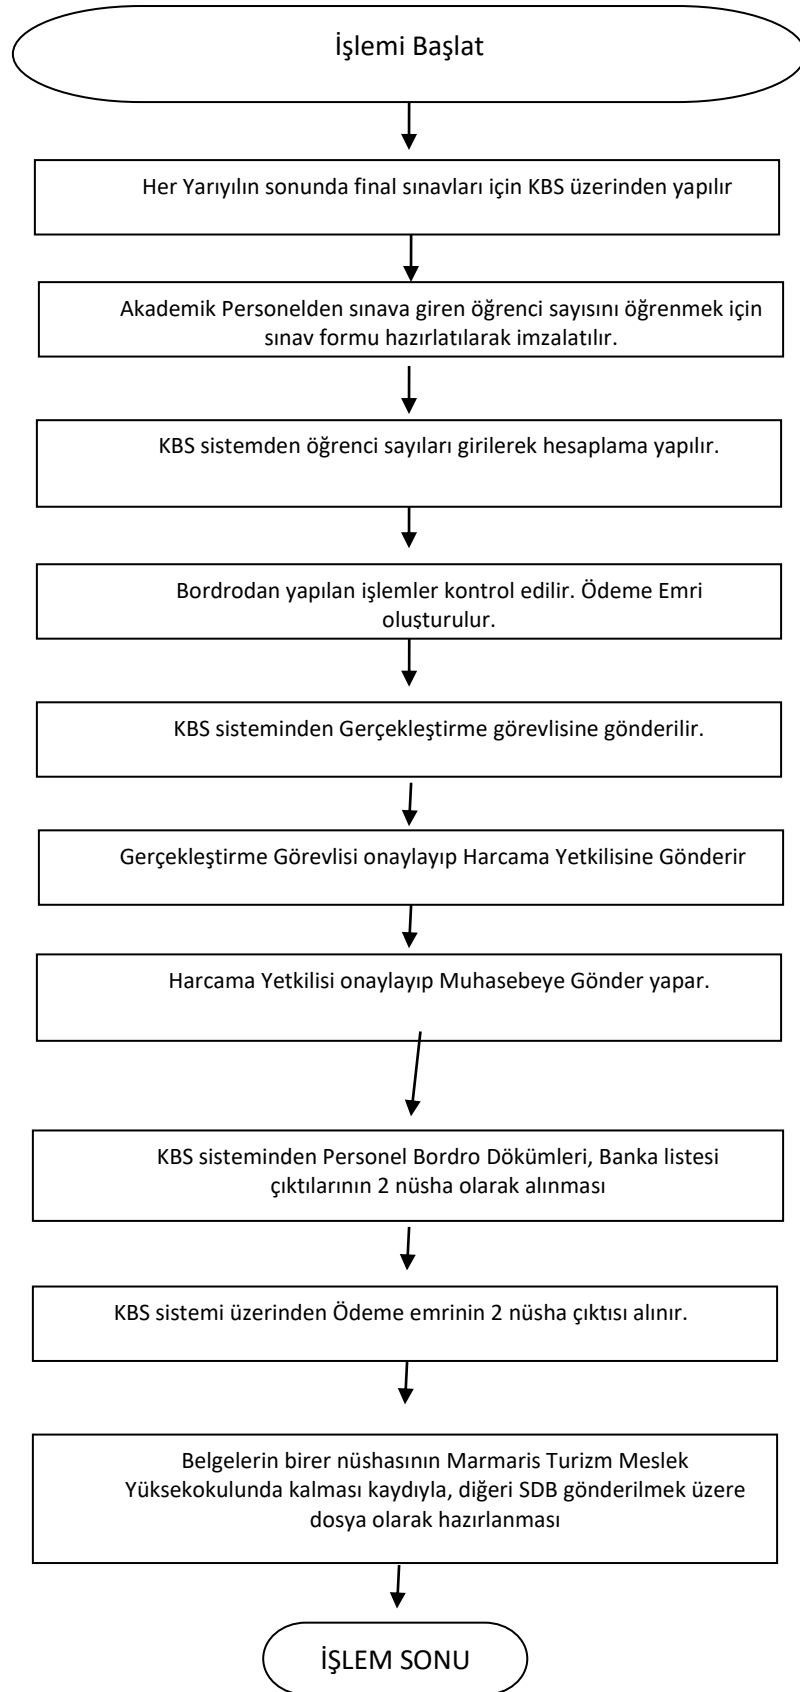 İşlemi Başlat
Her Yarıyılın sonunda final sınavları için KBS üzerinden yapılır
Akademik Personelden sınava giren öğrenci sayısını öğrenmek için
sınav formu hazırlatılarak imzalatılır.
KBS sistemden öğrenci sayıları girilerek hesaplama yapılır.
Bordrodan yapılan işlemler kontrol edilir. Ödeme Emri
oluşturulur.
KBS sisteminden Gerçekleştirme görevlisine gönderilir.
Gerçekleştirme Görevlisi onaylayıp Harcama Yetkilisine Gönderir
Harcama Yetkilisi onaylayıp Muhasebeye Gönder yapar.
KBS sisteminden Personel Bordro Dökümleri, Banka listesi
çıktılarının 2 nüsha olarak alınması
KBS sistemi üzerinden Ödeme emrinin 2 nüsha çıktısı alınır.
Belgelerin birer nüshasının Marmaris Turizm Meslek
Yüksekokulunda kalması kaydıyla, diğeri SDB gönderilmek üzere
dosya olarak hazırlanması
İŞLEM SONU